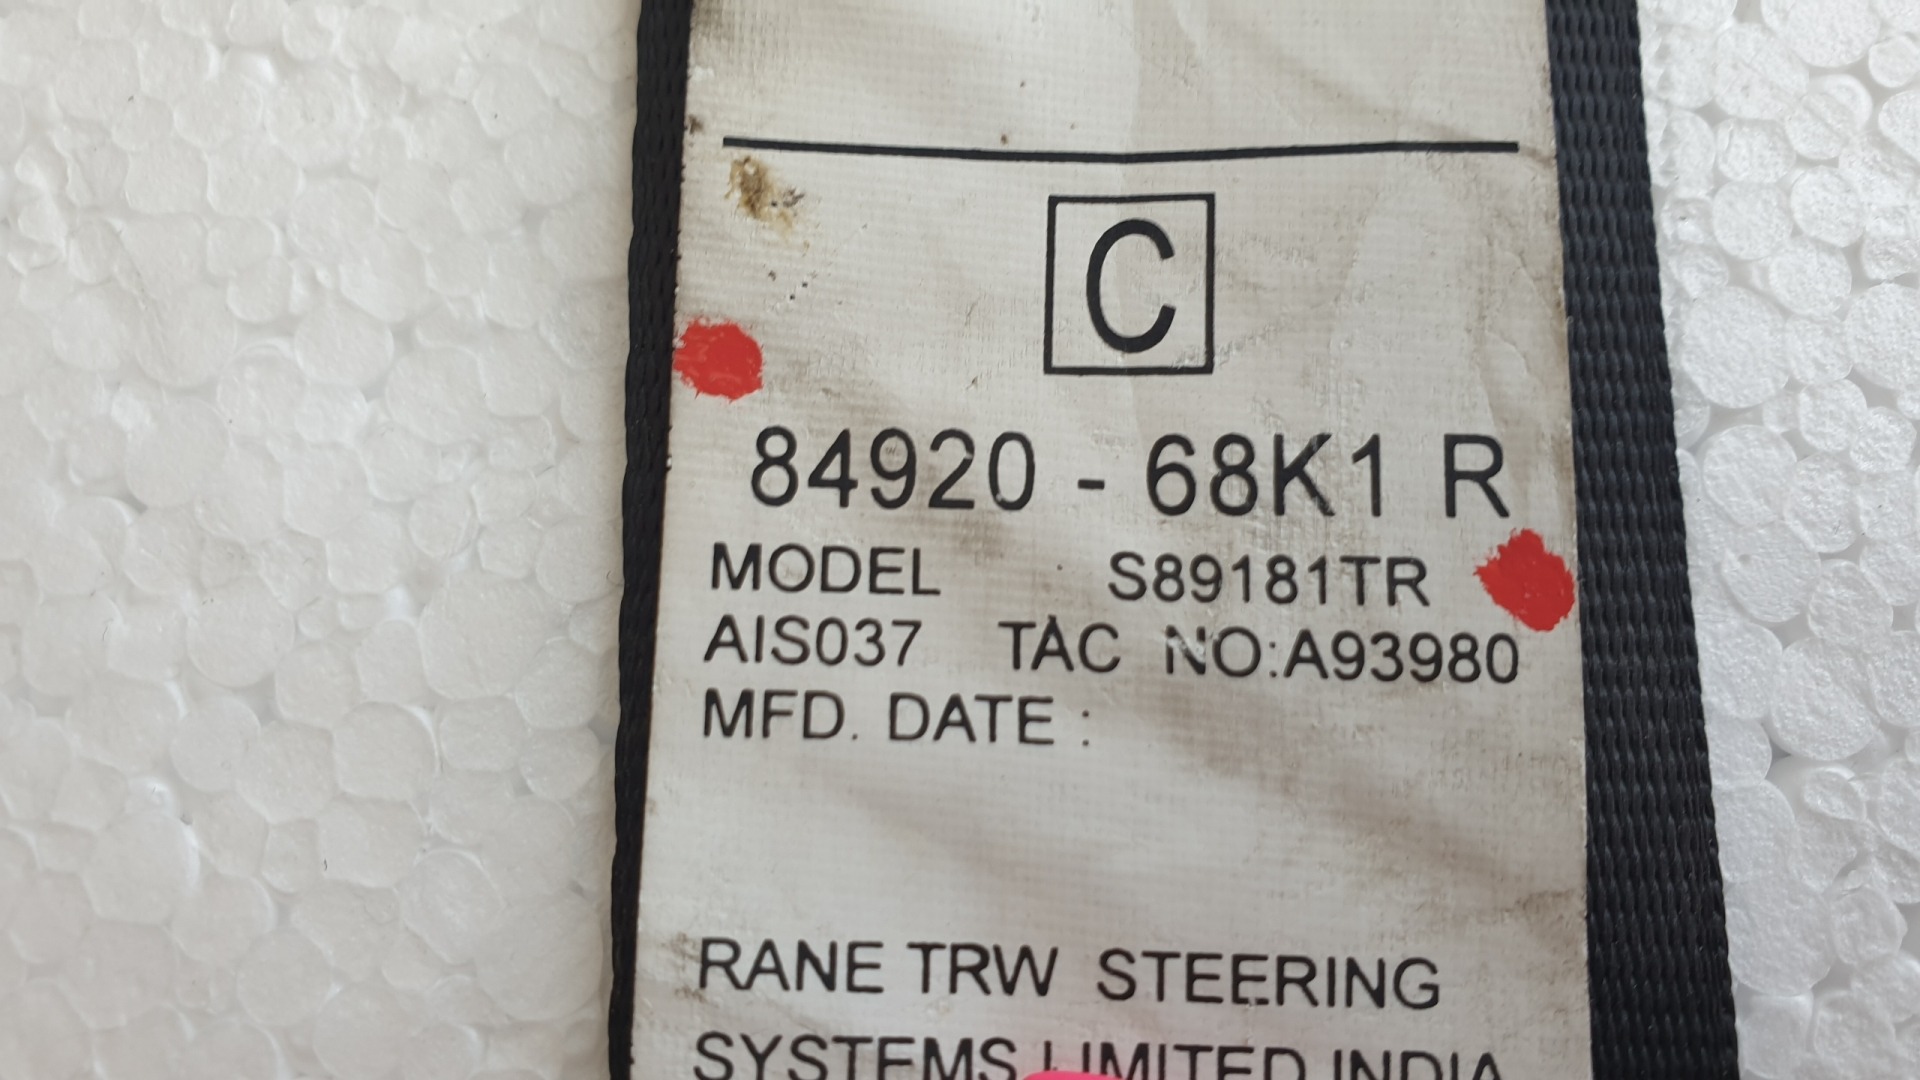 C
84920 - 68K1 R
MODEL S89181TR
AIS037 TAC NO:A93980
MFD. DATE :
RANE TRW STEERING
SYSTEMS LIMITED INDIA